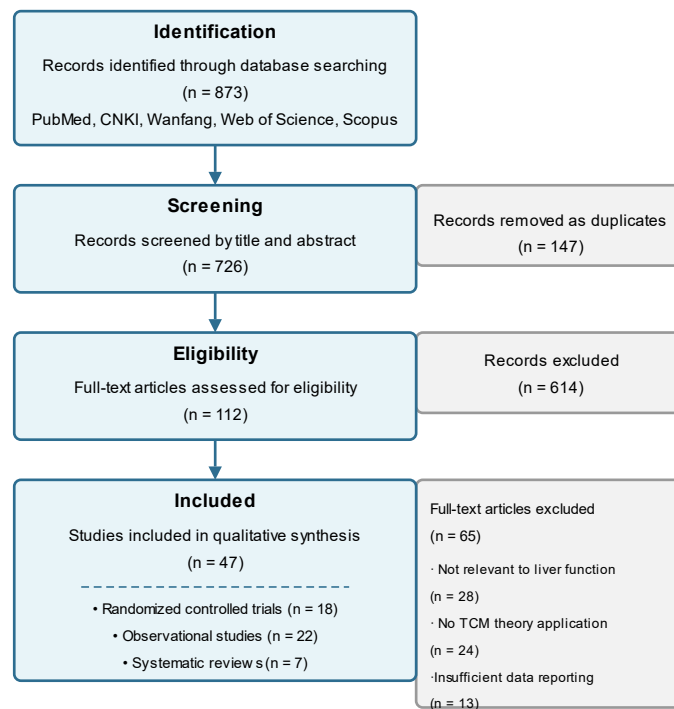 Identification
Records identified through database searching
(n = 873)
PubMed, CNKI, Wanfang, Web of Science, Scopus
Screening
Records screened by title and abstract
(n = 726)
Records removed as duplicates
(n = 147)
Eligibility
Full-text articles assessed for eligibility
(n = 112)
Records excluded
(n = 614)
Included
Studies included in qualitative synthesis
(n = 47)
• Randomized controlled trials (n = 18)
• Observational studies (n = 22)
• Systematic reviews (n = 7)
Full-text articles excluded
(n = 65)
· Not relevant to liver function
(n = 28)
· No TCM theory application
(n = 24)
·Insufficient data reporting
(n = 13)